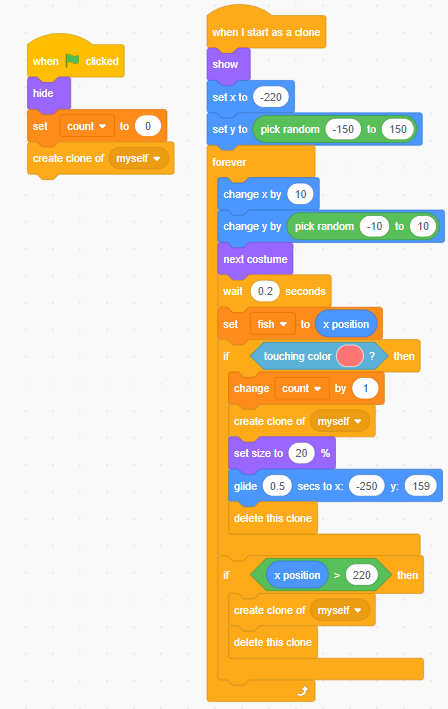 when clicked
hide
set count to 0
create clone of myself
when I start as a clone
show
set x to -220
set y to pick random -150 to 150
forever
change x by 10
change y by pick random -10 to 10
next costume
wait 0.2 seconds
set fish to x position
if touching color ? then
change count by 1
create clone of myself
set size to 20 %
glide 0.5 secs to x: -250 y: 159
delete this clone
if x position > 220 then
create clone of myself
delete this clone